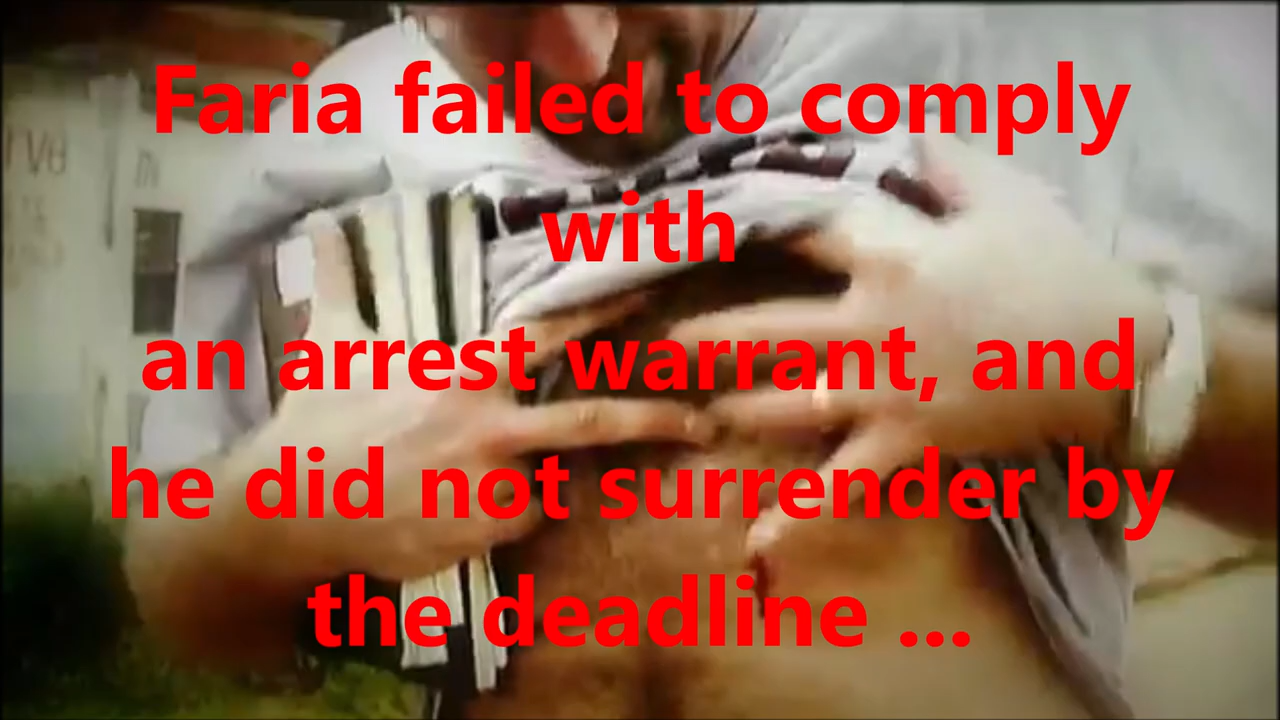 Faria failed to comply
with
an arrest warrant, and
he did not surrender by
the deadline ...